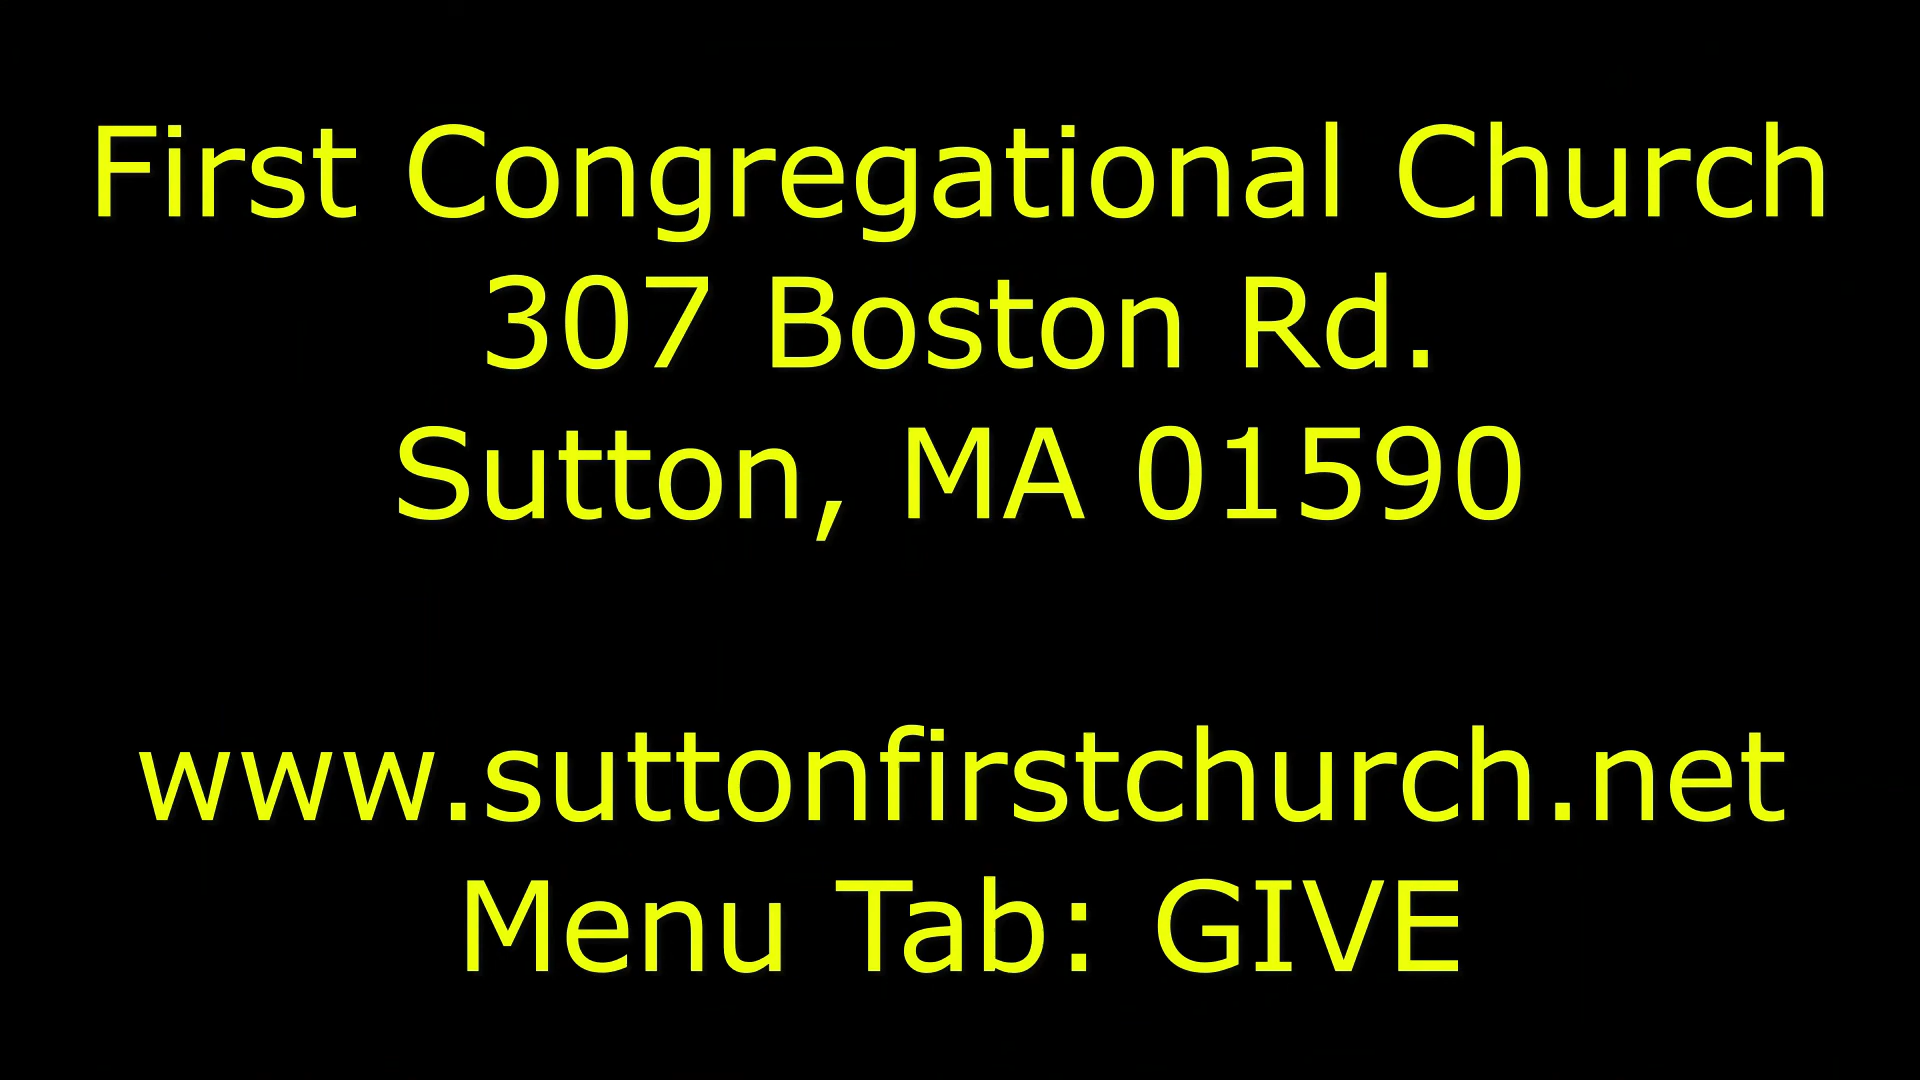 First Congregational Church
307 Boston Rd.
Sutton, MA 01590
www.suttonfirstchurch.net
Menu Tab: GIVE